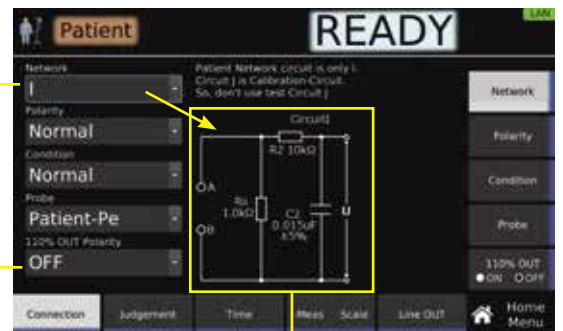 Patient
READY
LAN
Network
I
Patient Network circuit is only I.
Circuit J is Calibration Circuit.
So, don't use test Circuit J
Polarity
Normal
Condition
Normal
Probe
Patient-Pe
110% OUT Polarity
OFF
R2 10kΩ
A
B
1.0kΩ
C2
0.015uF
±5%
U
Network
Polarity
Condition
Probe
110% OUT
ON OFF
Connection
Judgement
Time
Meas Scale
Line OUT
Home
Menu